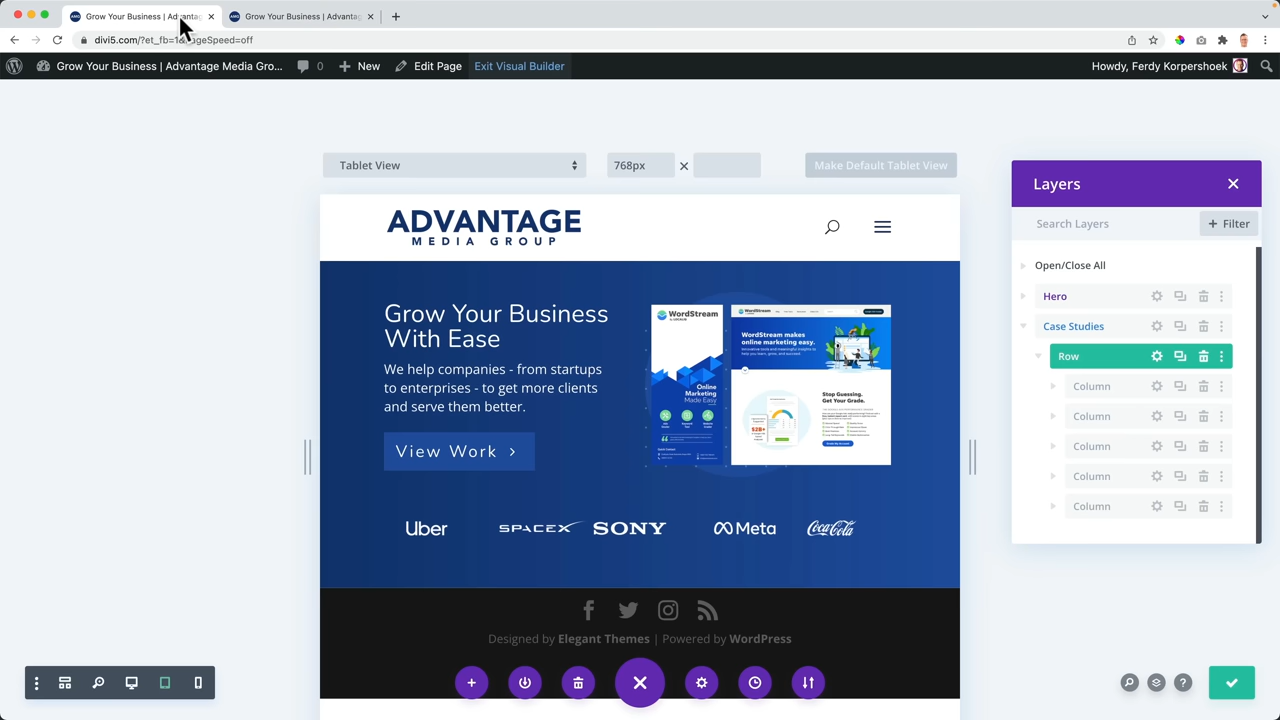 Grow Your Business | Advantag
Grow Your Business | Advantag
divi5.com/?et_fb=1&PageSpeed=off
Grow Your Business | Advantage Media Gro...
0
New
Edit Page
Exit Visual Builder
Howdy, Ferdy Korpershoek
Tablet View
768px
Make Default Tablet View
ADVANTAGE
MEDIA GROUP
Grow Your Business
With Ease
We help companies - from startups
to enterprises - to get more clients
and serve them better.
View Work
WordStream
Online
Marketing
Made Easy
WordStream makes
online marketing easy.
Stop Guessing.
Get Your Grade.
Uber
SPACEX
SONY
Meta
Coca-Cola
Designed by Elegant Themes | Powered by WordPress
Layers
Search Layers
+ Filter
Open/Close All
Hero
Case Studies
Row
Column
Column
Column
Column
Column